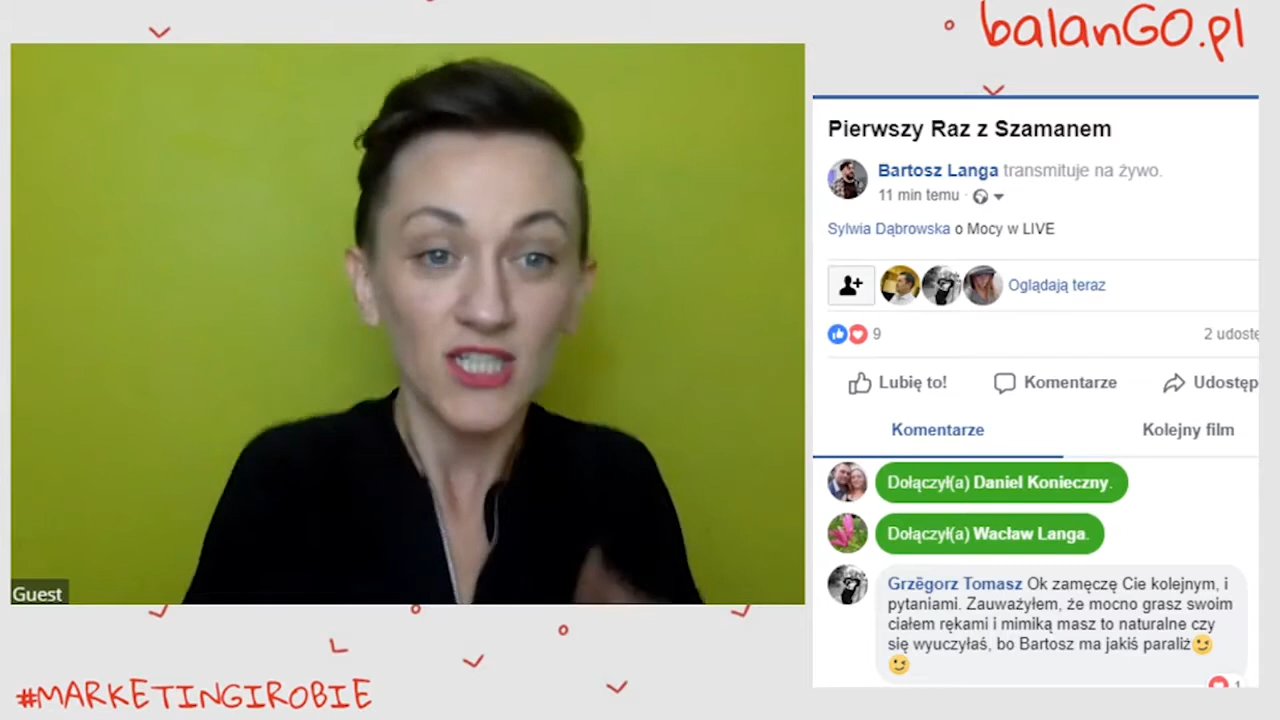 balanGO.pl
Pierwszy Raz z Szamanem
Bartosz Langa transmituje na żywo.
11 min temu
Sylwia Dąbrowska o Mocy w LIVE
Oglądają teraz
9
2 udostę
Lubię to!
Komentarze
Udostęp
Komentarze
Kolejny film
Dołączył(a) Daniel Konieczny.
Dołączył(a) Wacław Langa.
Grzëgorz Tomasz Ok zamęczę Cie kolejnym, i
pytaniami. Zauważyłem, że mocno grasz swoim
ciałem rękami i mimiką masz to naturalne czy
się wyuczyłaś, bo Bartosz ma jakiś paraliż
1
Guest
#MARKETINGIROBIE